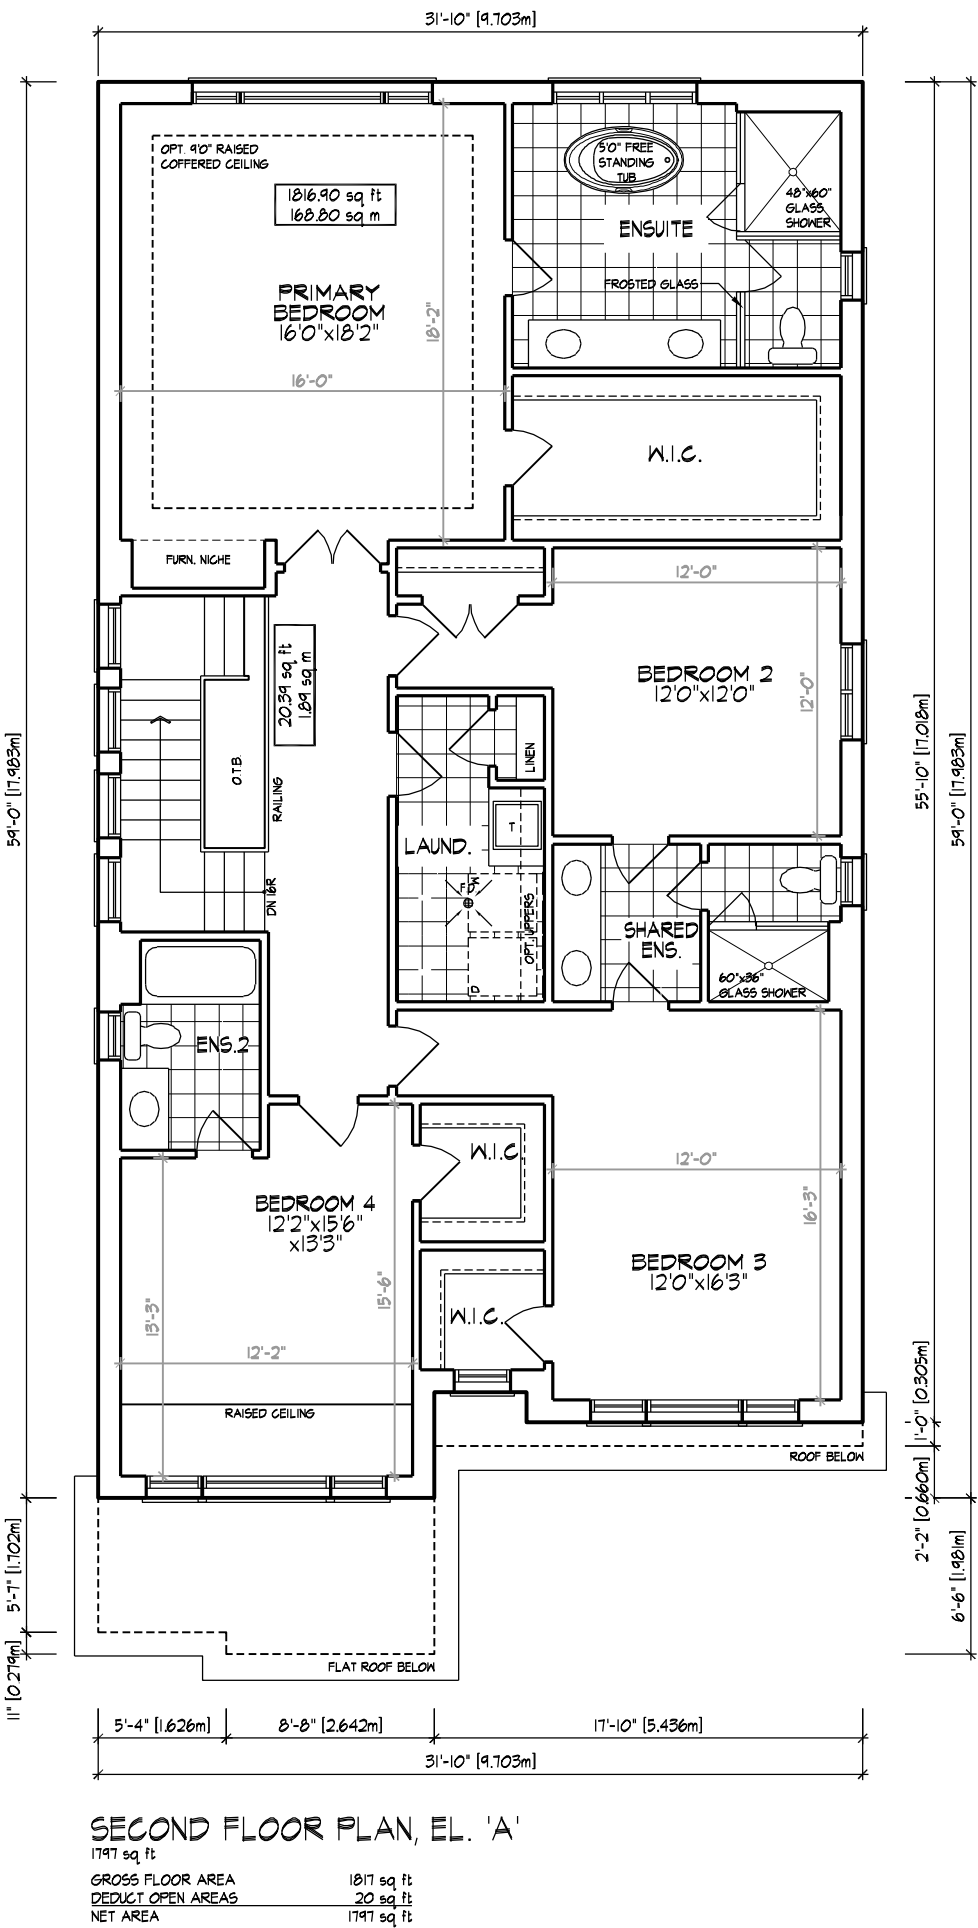 31'-10" [9.703m]
OPT. 9'0" RAISED
COFFERED CEILING
1816.90 sq ft
168.80 sq m
PRIMARY
BEDROOM
16'0"x18'2"
18'-2"
16'-0"
5'0" FREE
STANDING
TUB
48"x60"
GLASS
SHOWER
ENSUITE
FROSTED GLASS
W.I.C.
FURN. NICHE
12'-0"
BEDROOM 2
12'0"x12'0"
12'-0"
20.39 sq ft
1.89 sq m
O.T.B.
RAILING
DN 16R
LINEN
LAUND.
T
W
FD
D
OPT. UPPERS
SHARED
ENS.
60"x36"
GLASS SHOWER
ENS.2
W.I.C.
12'-0"
16'-3"
BEDROOM 4
12'2"x15'6"
x13'3"
BEDROOM 3
12'0"x16'3"
13'-3"
15'-6"
12'-2"
W.I.C.
RAISED CEILING
ROOF BELOW
FLAT ROOF BELOW
59'-0" [17.983m]
5'-7" [1.702m]
11" [0.279m]
55'-10" [17.018m]
59'-0" [17.983m]
1'-0" [0.305m]
2'-2" [0.660m]
6'-6" [1.981m]
5'-4" [1.626m]
8'-8" [2.642m]
17'-10" [5.436m]
31'-10" [9.703m]
SECOND FLOOR PLAN, EL. 'A'
1797 sq ft
GROSS FLOOR AREA 1817 sq ft
DEDUCT OPEN AREAS 20 sq ft
NET AREA 1797 sq ft